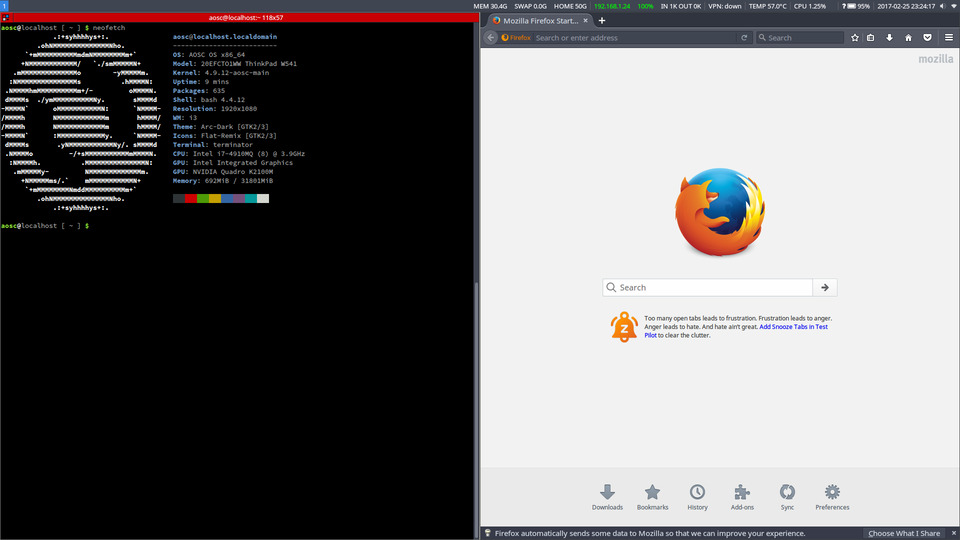 1
MEM 30.4G SWAP 0.0G HOME 50G 192.168.1.24 100% IN 1K OUT 0K ? VPN: down TEMP 57.0°C CPU 1.25% 95% 2017-02-25 23:24:17
aosc@localhost:~ 118x57
aosc@localhost [ ~ ] $ neofetch
aosc@localhost.localdomain
OS: AOSC OS x86_64
Model: 20EFCTO1WW ThinkPad W541
Kernel: 4.9.12-aosc-main
Uptime: 9 mins
Packages: 635
Shell: bash 4.4.12
Resolution: 1920x1080
WM: i3
Theme: Arc-Dark [GTK2/3]
Icons: Flat-Remix [GTK2/3]
Terminal: terminator
CPU: Intel i7-4910MQ (8) @ 3.9GHz
GPU: Intel Integrated Graphics
GPU: NVIDIA Quadro K2100M
Memory: 692MiB / 31801MiB
aosc@localhost [ ~ ] $
Mozilla Firefox Start...
Firefox Search or enter address Search
mozilla
Search
Too many open tabs leads to frustration. Frustration leads to anger.
Anger leads to hate. And hate ain't great. Add Snooze Tabs in Test
Pilot to clear the clutter.
Downloads Bookmarks History Add-ons Sync Preferences
Firefox automatically sends some data to Mozilla so that we can improve your experience. Choose What I Share